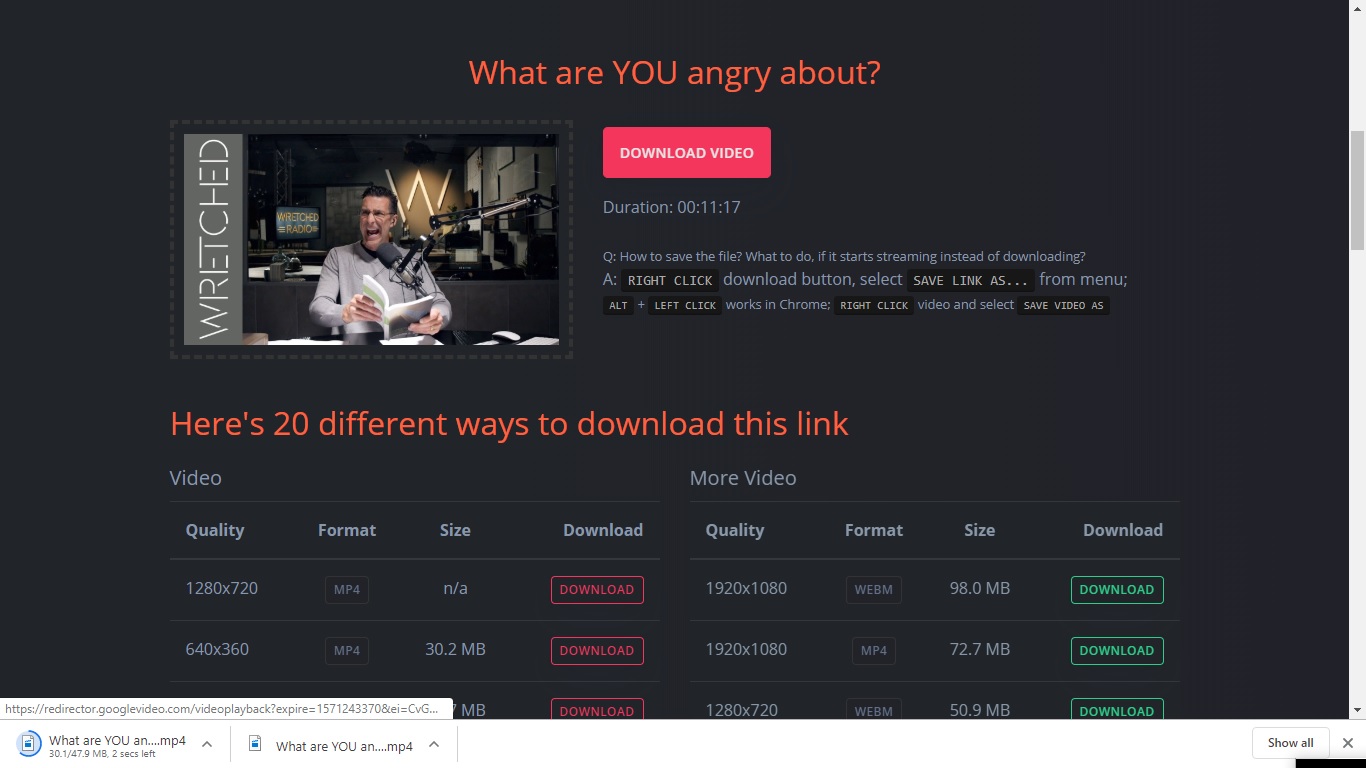 What are YOU angry about?
WRETCHED
WRETCHED
RADIO
W
DOWNLOAD VIDEO
Duration: 00:11:17
Q: How to save the file? What to do, if it starts streaming instead of downloading?
A: RIGHT CLICK download button, select SAVE LINK AS... from menu;
ALT + LEFT CLICK works in Chrome; RIGHT CLICK video and select SAVE VIDEO AS
Here's 20 different ways to download this link
Video
Quality Format Size Download
1280x720 MP4 n/a DOWNLOAD
640x360 MP4 30.2 MB DOWNLOAD
7 MB DOWNLOAD
More Video
Quality Format Size Download
1920x1080 WEBM 98.0 MB DOWNLOAD
1920x1080 MP4 72.7 MB DOWNLOAD
1280x720 WEBM 50.9 MB DOWNLOAD
https://redirector.googlevideo.com/videoplayback?expire=1571243370&ei=CvG...
What are YOU an....mp4
30.1/47.9 MB, 2 secs left
What are YOU an....mp4
Show all